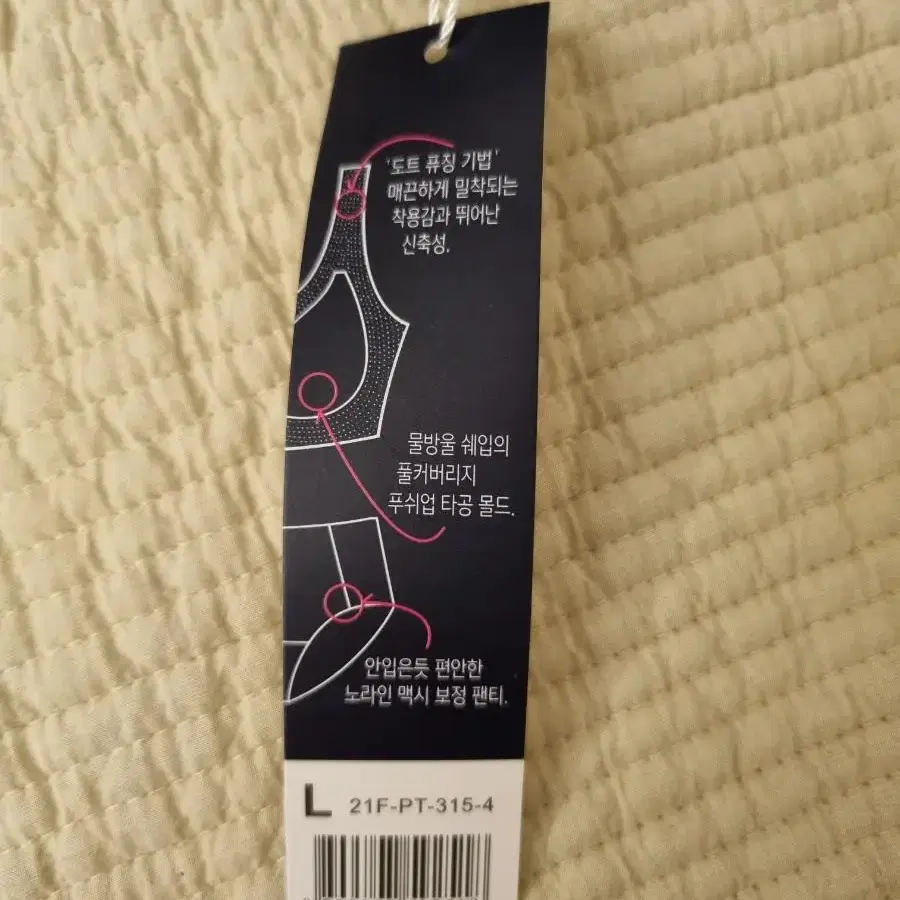 '도트 퓨징 기법'
매끈하게 밀착되는
착용감과 뛰어난
신축성.
물방울 쉐입의
풀커버리지
푸쉬업 타공 몰드.
안입은듯 편안한
노라인 맥시 보정 팬티.
L 21F-PT-315-4